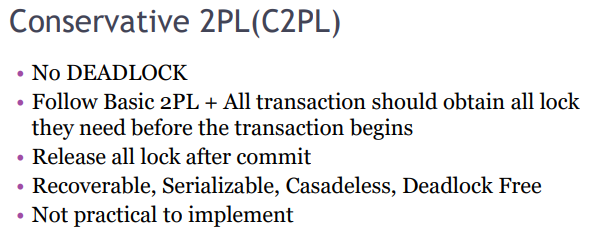 Conservative 2PL(C2PL)
• No DEADLOCK
• Follow Basic 2PL + All transaction should obtain all lock
they need before the transaction begins
• Release all lock after commit
• Recoverable, Serializable, Casadeless, Deadlock Free
• Not practical to implement